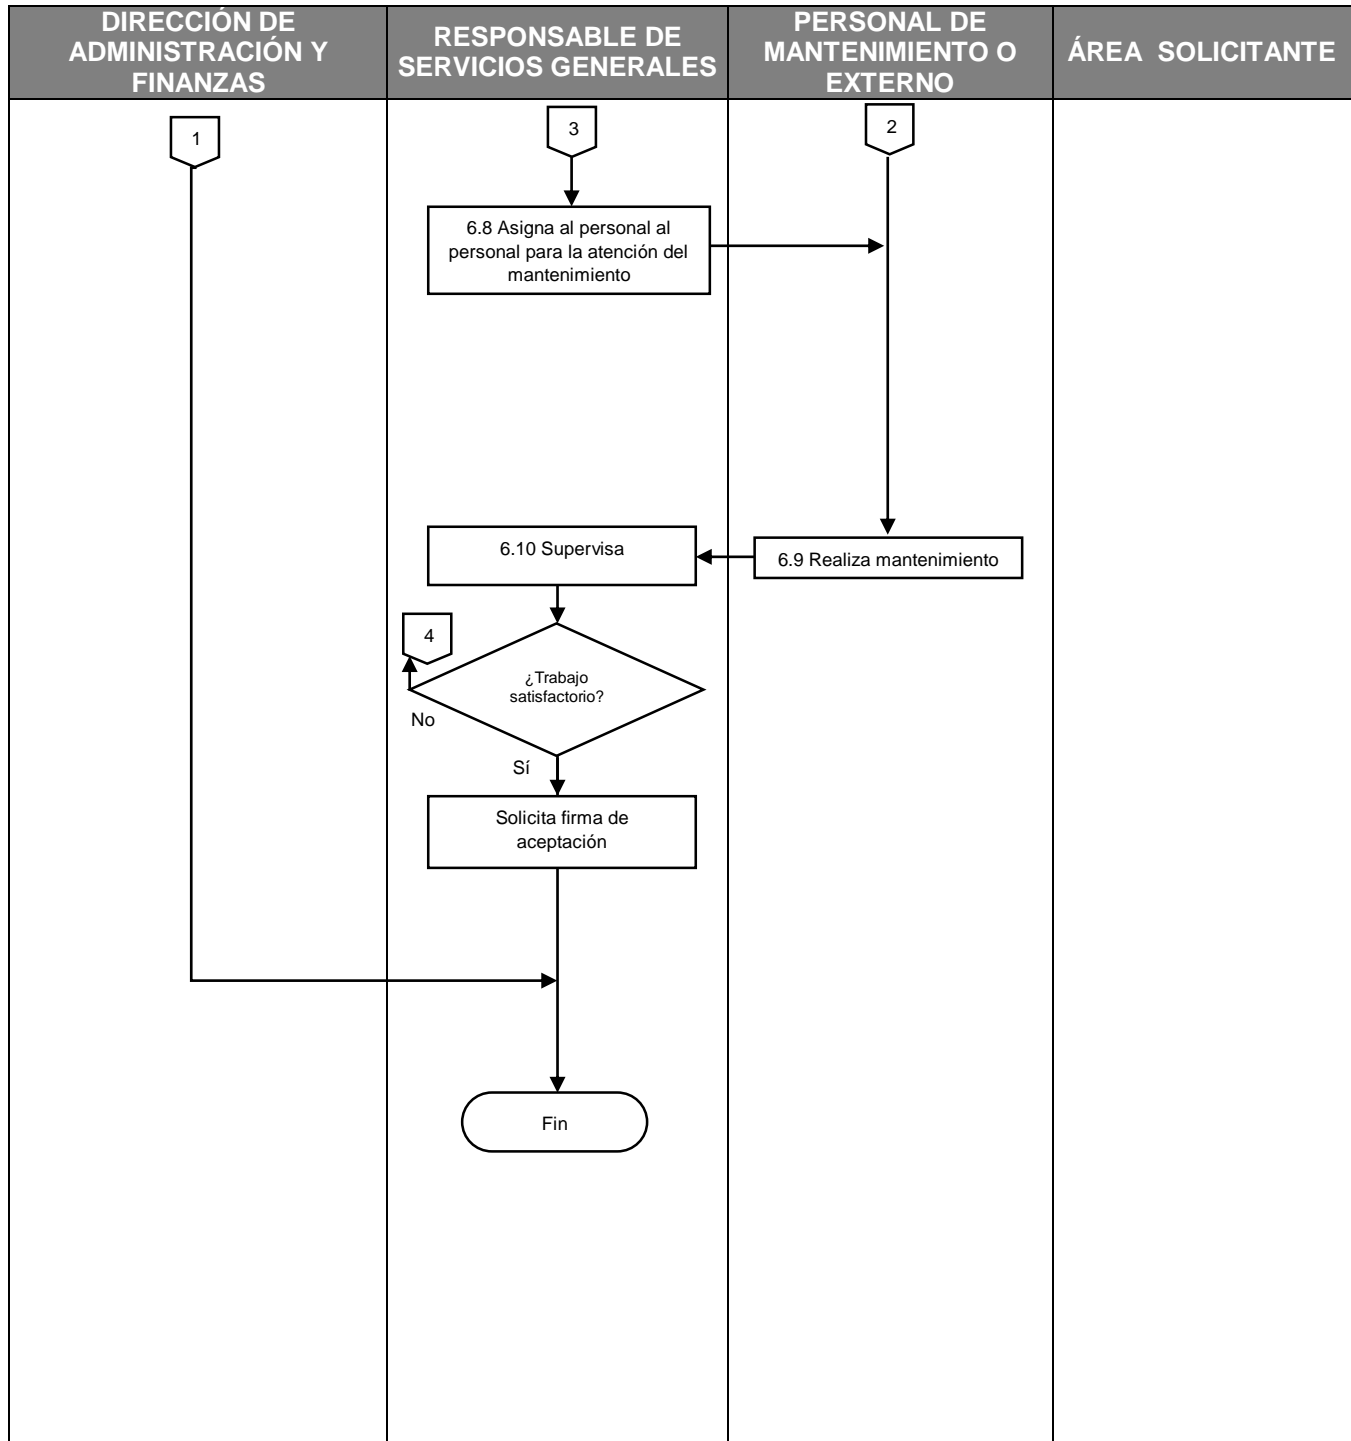 DIRECCIÓN DE
ADMINISTRACIÓN Y
FINANZAS
RESPONSABLE DE
SERVICIOS GENERALES
PERSONAL DE
MANTENIMIENTO O
EXTERNO
ÁREA SOLICITANTE
1
3
2
6.8 Asigna al personal al
personal para la atención del
mantenimiento
6.10 Supervisa
6.9 Realiza mantenimiento
4
¿Trabajo
satisfactorio?
No
Sí
Solicita firma de
aceptación
Fin